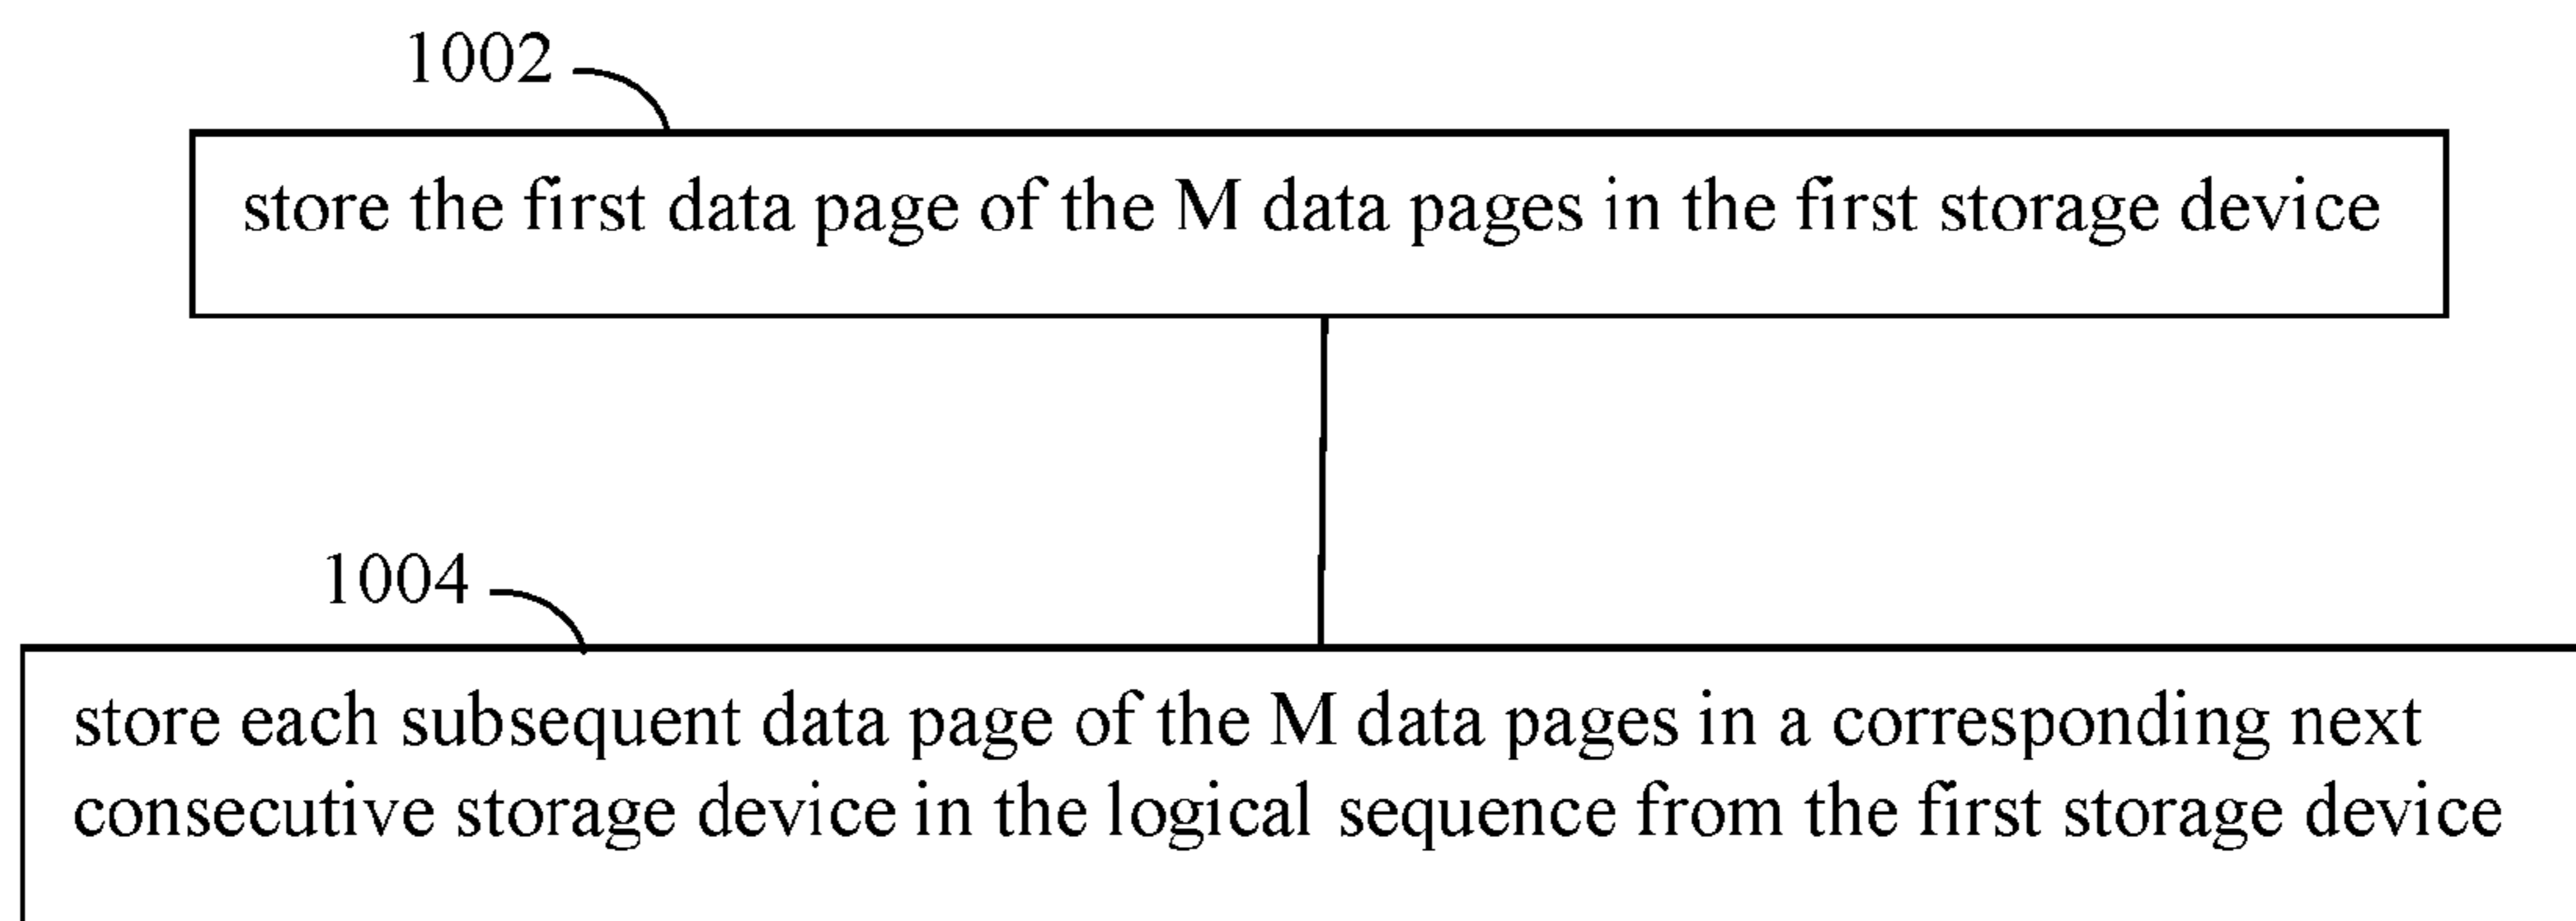 1002
store the first data page of the M data pages in the first storage device
1004
store each subsequent data page of the M data pages in a corresponding next
consecutive storage device in the logical sequence from the first storage device